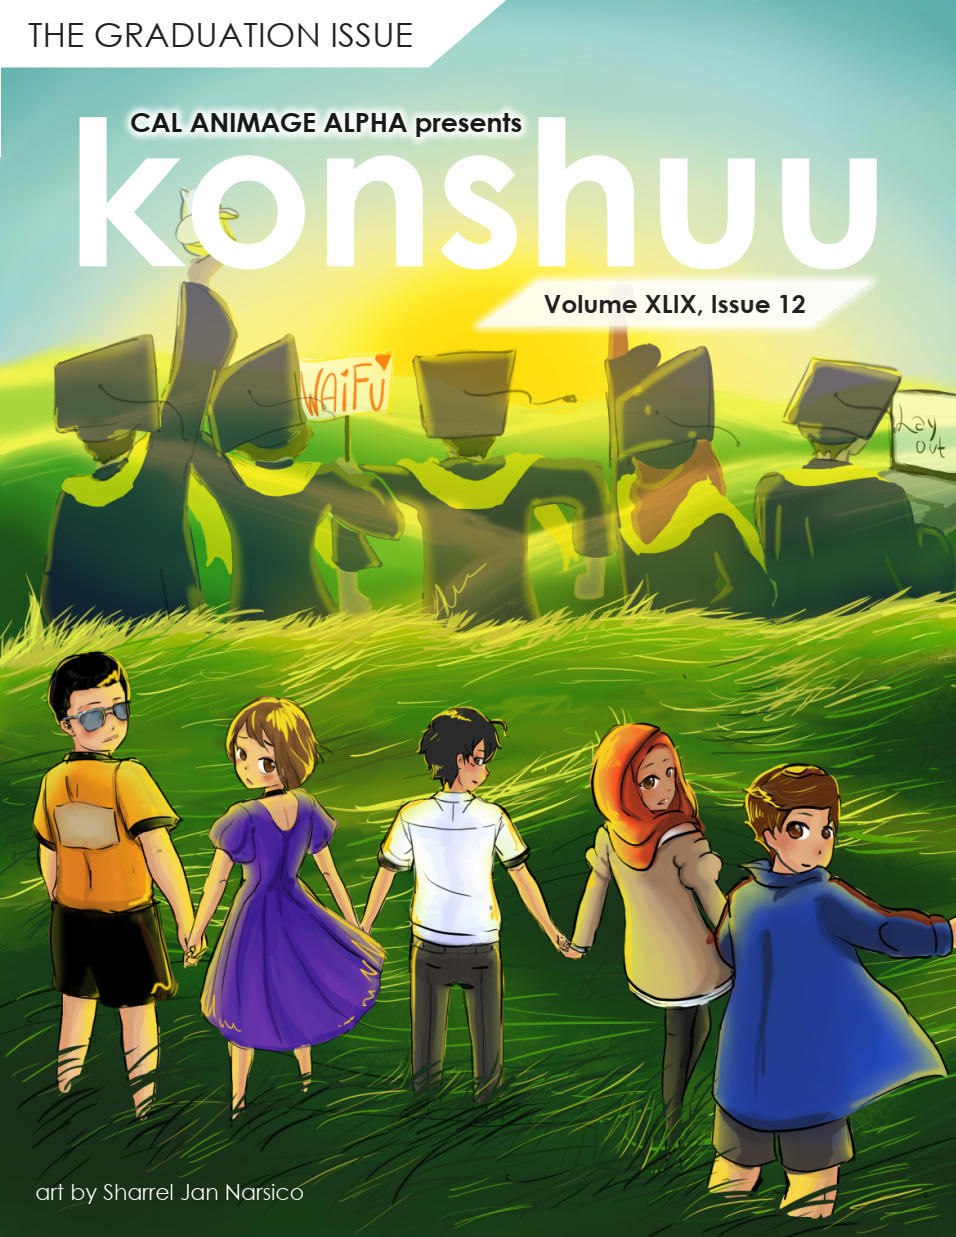 THE GRADUATION ISSUE
CAL ANIMAGE ALPHA presents
konshuu
Volume XLIX, Issue 12
WAiFU
Lay
out
art by Sharrel Jan Narsico